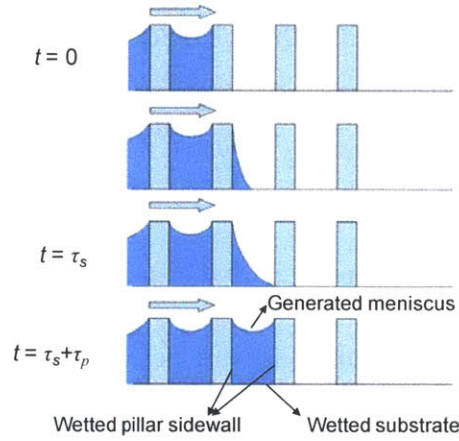 t = 0
t = τs
Generated meniscus
t = τs+τp
Wetted pillar sidewall
Wetted substrate